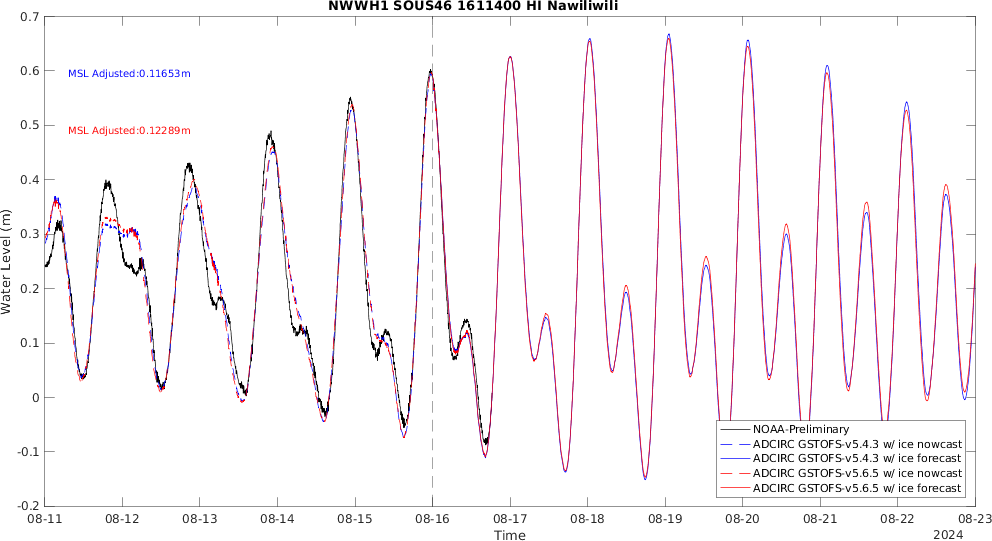 NWWH1 SOUS46 1611400 HI Nawiliwili
0.7
0.6
0.5
0.4
0.3
0.2
0.1
0
-0.1
-0.2
Water Level (m)
MSL Adjusted:0.11653m
MSL Adjusted:0.12289m
NOAA-Preliminary
ADCIRC GSTOFS-v5.4.3 w/ ice nowcast
ADCIRC GSTOFS-v5.4.3 w/ ice forecast
ADCIRC GSTOFS-v5.6.5 w/ ice nowcast
ADCIRC GSTOFS-v5.6.5 w/ ice forecast
08-11 08-12 08-13 08-14 08-15 08-16 08-17 08-18 08-19 08-20 08-21 08-22 08-23
Time
2024